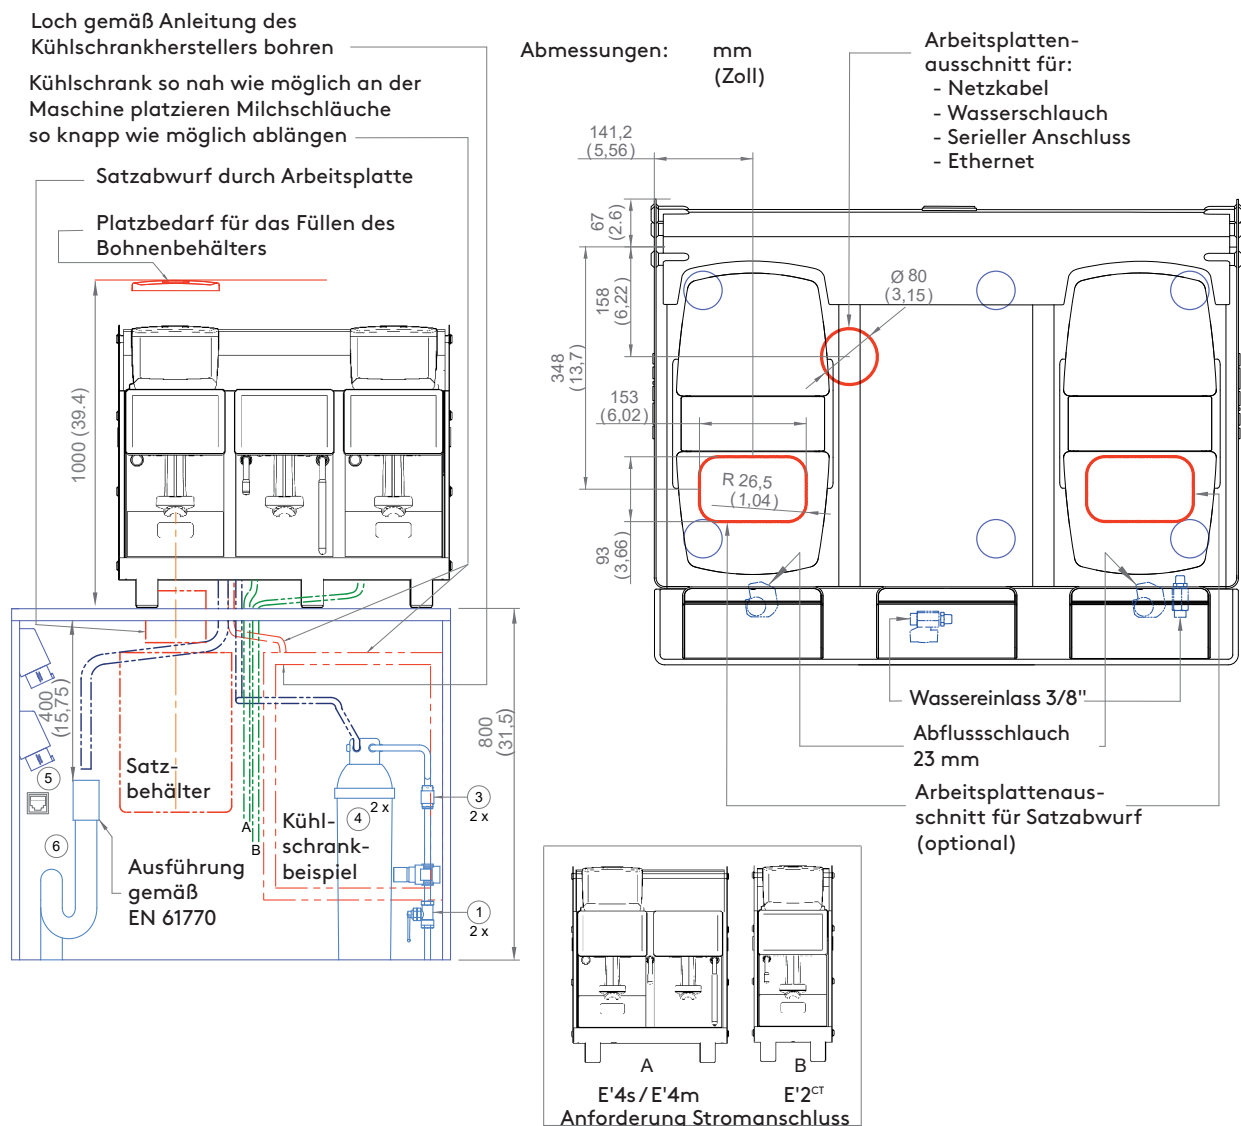 Loch gemäß Anleitung des
Kühlschrankherstellers bohren
Kühlschrank so nah wie möglich an der
Maschine platzieren Milchschläuche
so knapp wie möglich ablängen
Satzabwurf durch Arbeitsplatte
Platzbedarf für das Füllen des
Bohnenbehälters
1000 (39.4)
400
(15,75)
800
(31,5)
Satz-
behälter
Kühl-
schrank-
beispiel
Ausführung
gemäß
EN 61770
A
B
5
6
4
2 x
3
2 x
1
2 x
Abmessungen: mm
(Zoll)
Arbeitsplatten-
ausschnitt für:
- Netzkabel
- Wasserschlauch
- Serieller Anschluss
- Ethernet
141,2
(5,56)
67
(2.6)
158
(6,22)
348
(13,7)
Ø 80
(3,15)
153
(6,02)
R 26,5
(1,04)
93
(3,66)
Wassereinlass 3/8"
Abflussschlauch
23 mm
Arbeitsplattenaus-
schnitt für Satzabwurf
(optional)
A
B
E'4s / E'4m
E'2CT
Anforderung Stromanschluss